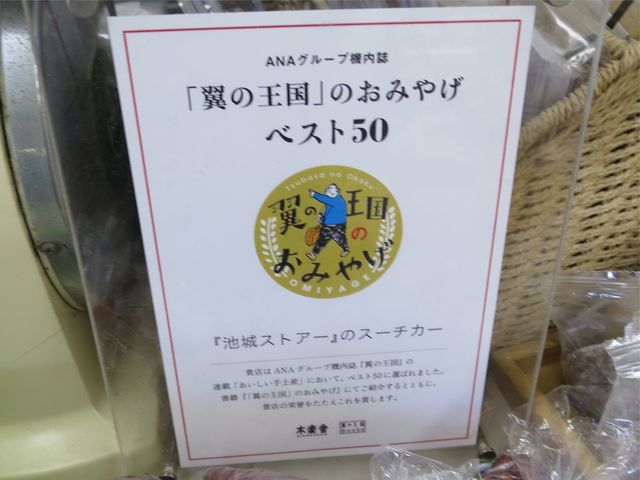 ANAグループ機内誌
「翼の王国」のおみやげ
ベスト50
Tsubasa no Okoku
翼の王国
の
おみやげ
OMIYAGE
『池城ストアー』のスーチカー
貴店はANAグループ機内誌『翼の王国』の
連載「おいしい手土産」において、ベスト50に選ばれました。
書籍『「翼の王国」のおみやげ』にてご紹介するとともに、
貴店の栄誉をたたえこれを賞します。
木楽舎
翼の王国
books